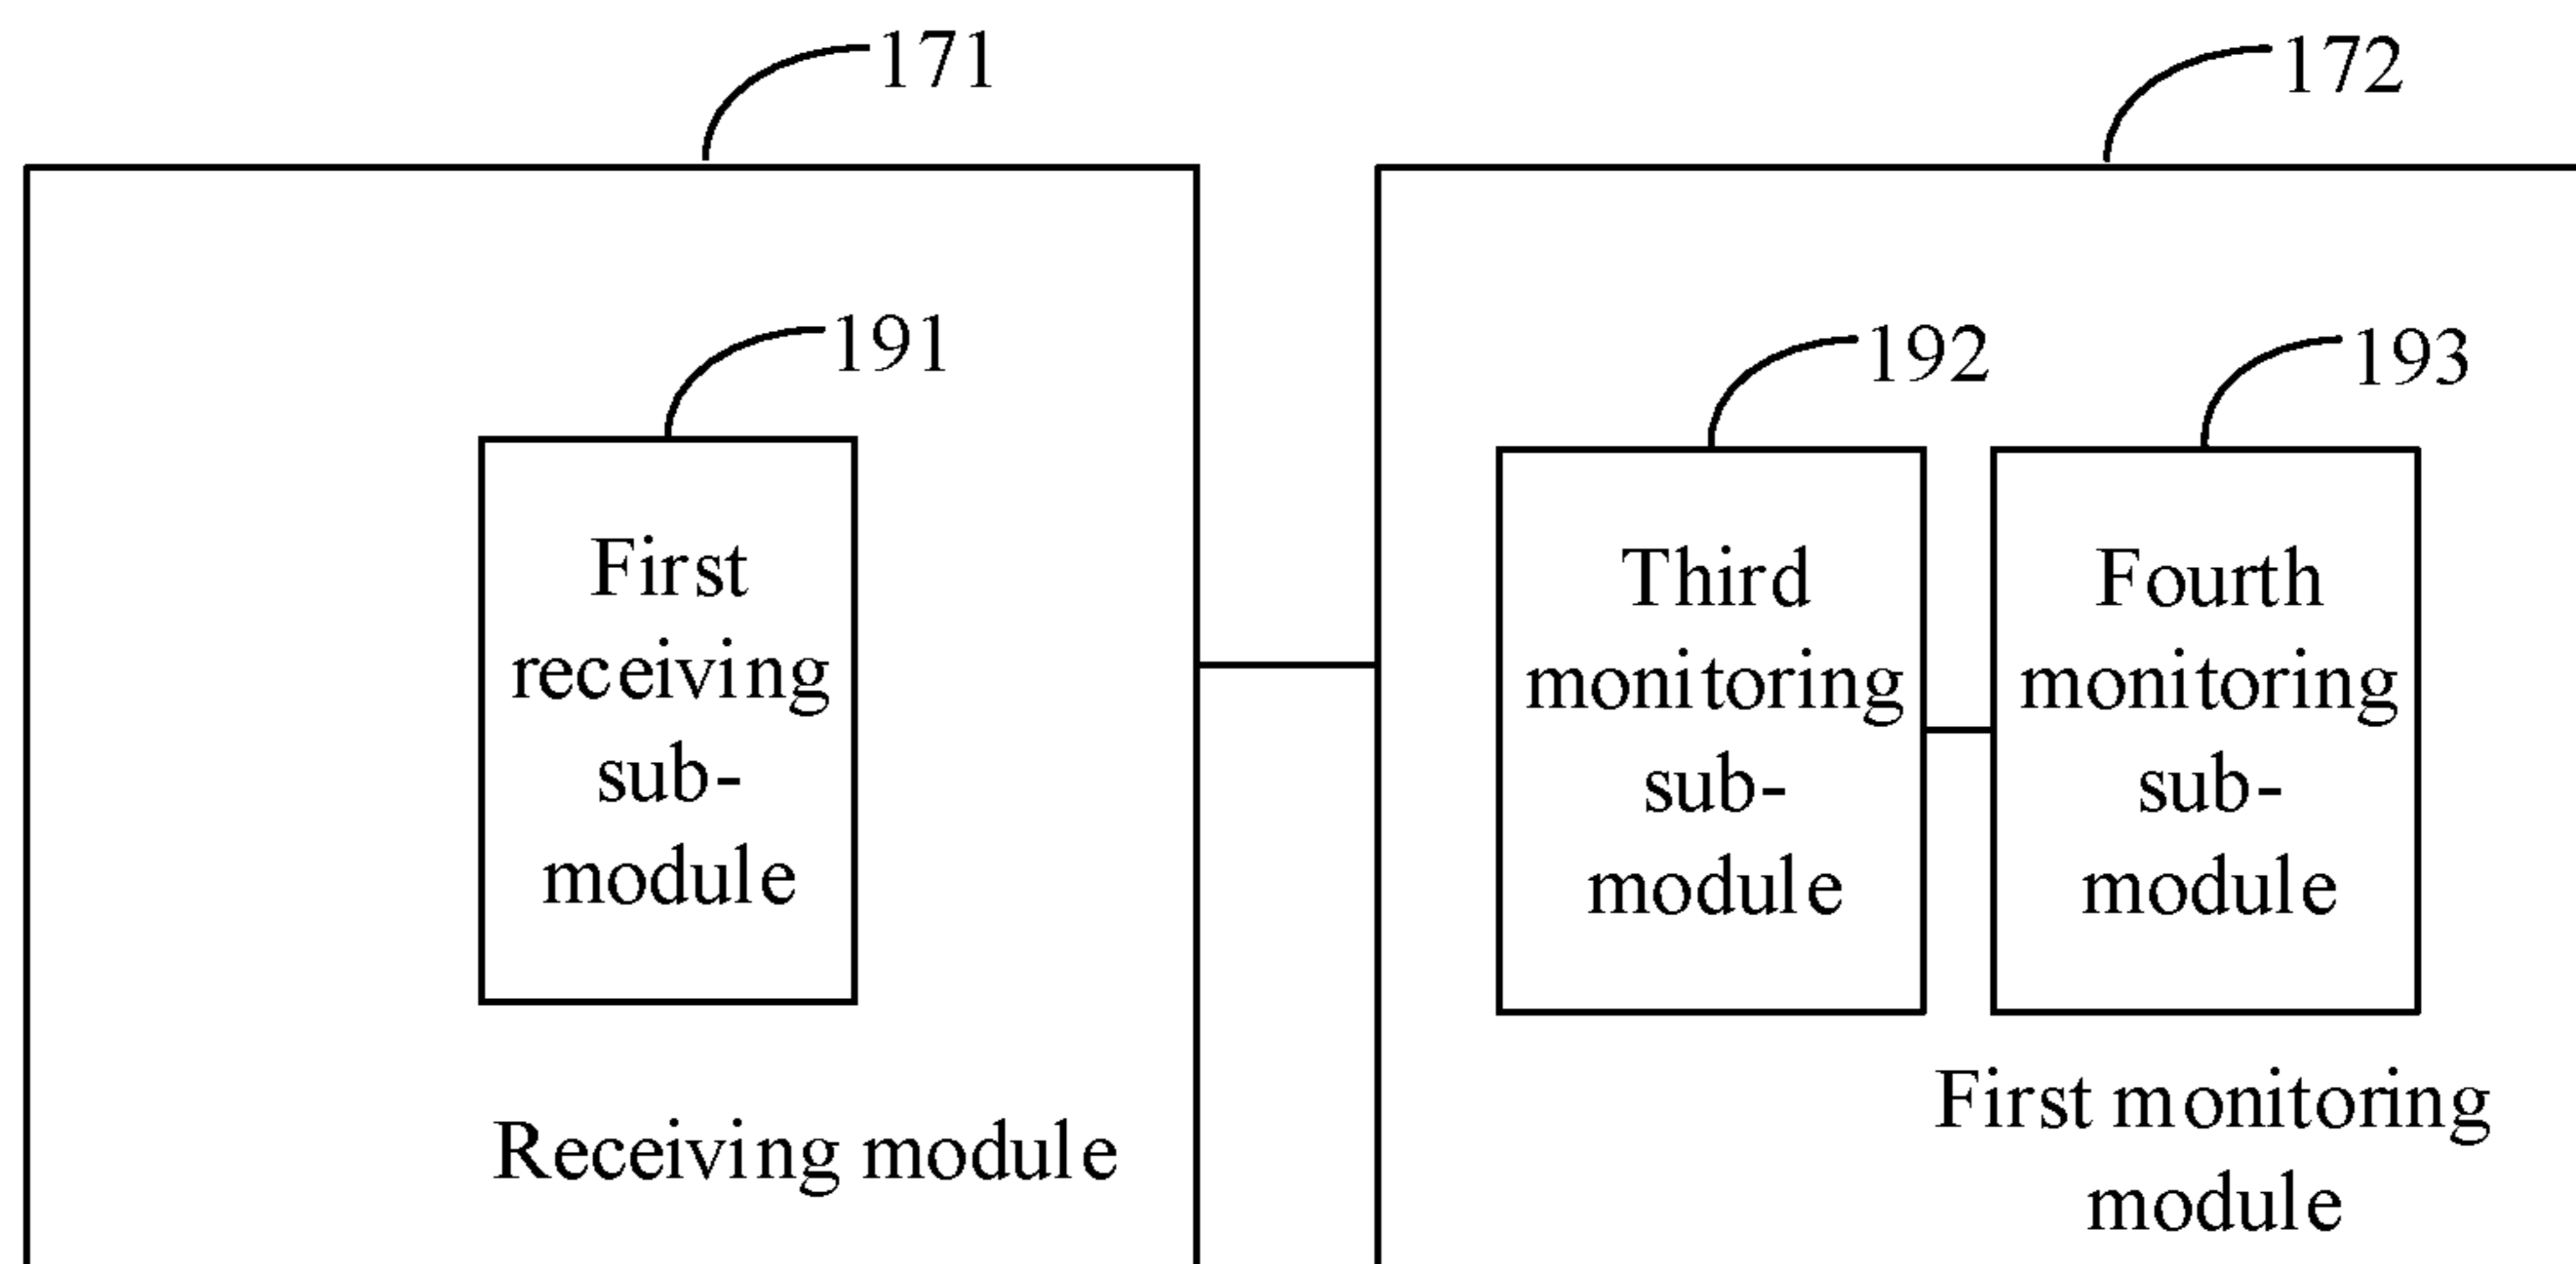 171
172
191
192
193
First
receiving
sub-
module
Third
monitoring
sub-
module
Fourth
monitoring
sub-
module
Receiving module
First monitoring
module